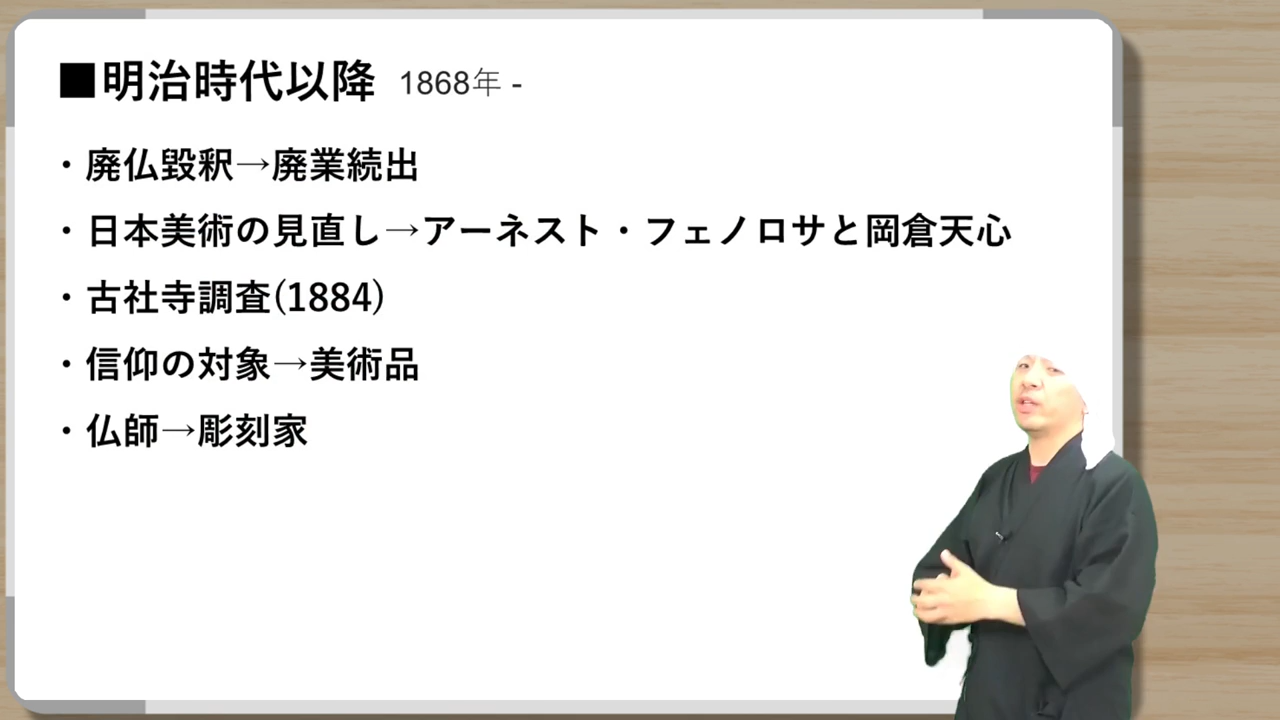 ■明治時代以降 1868年 -
・廃仏毀釈→廃業続出
・日本美術の見直し→アーネスト・フェノロサと岡倉天心
・古社寺調査(1884)
・信仰の対象→美術品
・仏師→彫刻家